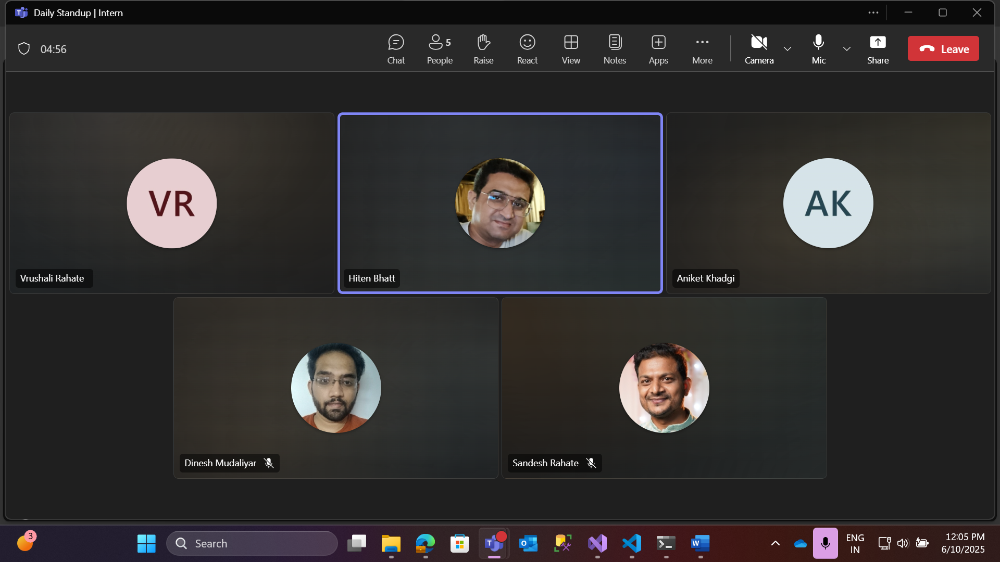 Daily Standup | Intern
04:56
Chat
5
People
Raise
React
View
Notes
Apps
More
Camera
Mic
Share
Leave
VR
Vrushali Rahate
Hiten Bhatt
AK
Aniket Khadgi
Dinesh Mudaliyar
Sandesh Rahate
3
Search
ENG
IN
12:05 PM
6/10/2025